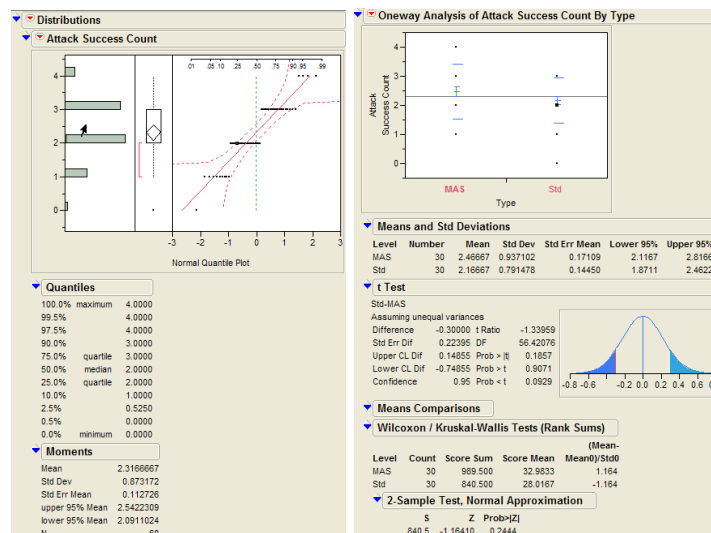 Distributions
Attack Success Count
.01 .05 .10 .25 .50 .75 .90 .95 .99
4
3
2
1
0
-3 -2 -1 0 1 2 3
Normal Quantile Plot
Quantiles
100.0% maximum 4.0000
99.5% 4.0000
97.5% 4.0000
90.0% 3.0000
75.0% quartile 3.0000
50.0% median 2.0000
25.0% quartile 2.0000
10.0% 1.0000
2.5% 0.5250
0.5% 0.0000
0.0% minimum 0.0000
Moments
Mean 2.3166667
Std Dev 0.873172
Std Err Mean 0.112726
upper 95% Mean 2.5422309
lower 95% Mean 2.0911024
N 60
Oneway Analysis of Attack Success Count By Type
Attack
Success Count
4
3
2
1
0
MAS Std
Type
Means and Std Deviations
Level Number Mean Std Dev Std Err Mean Lower 95% Upper 95%
MAS 30 2.46667 0.937102 0.17109 2.1167 2.8166
Std 30 2.16667 0.791478 0.14450 1.8711 2.4622
t Test
Std-MAS
Assuming unequal variances
Difference -0.30000 t Ratio -1.33959
Std Err Dif 0.22395 DF 56.42076
Upper CL Dif 0.14855 Prob > |t| 0.1857
Lower CL Dif -0.74855 Prob > t 0.9071
Confidence 0.95 Prob < t 0.0929
-0.8 -0.6 -0.2 0.0 0.2 0.4 0.6
Means Comparisons
Wilcoxon / Kruskal-Wallis Tests (Rank Sums)
Level Count Score Sum Score Mean (Mean-Mean0)/Std0
MAS 30 989.500 32.9833 1.164
Std 30 840.500 28.0167 -1.164
2-Sample Test, Normal Approximation
S Z Prob>|Z|
840.5 -1.16410 0.2444